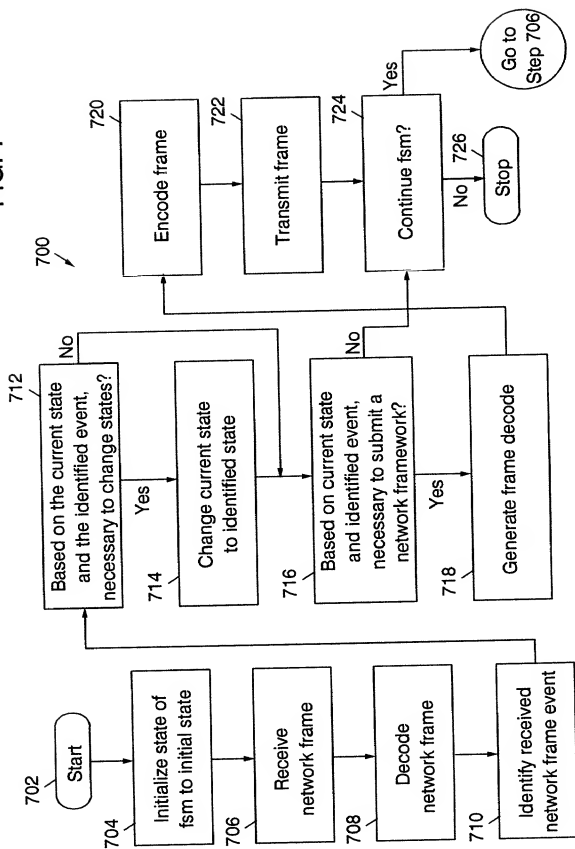 700
702
Start
704
Initialize state of
fsm to initial state
706
Receive
network frame
708
Decode
network frame
710
Identify received
network frame event
712
Based on the current state
and the identified event,
necessary to change states?
No
Yes
714
Change current state
to identified state
716
Based on current state
and identified event,
necessary to submit a
network framework?
No
Yes
718
Generate frame decode
720
Encode frame
722
Transmit frame
724
Continue fsm?
Yes
No
726
Stop
Go to
Step 706